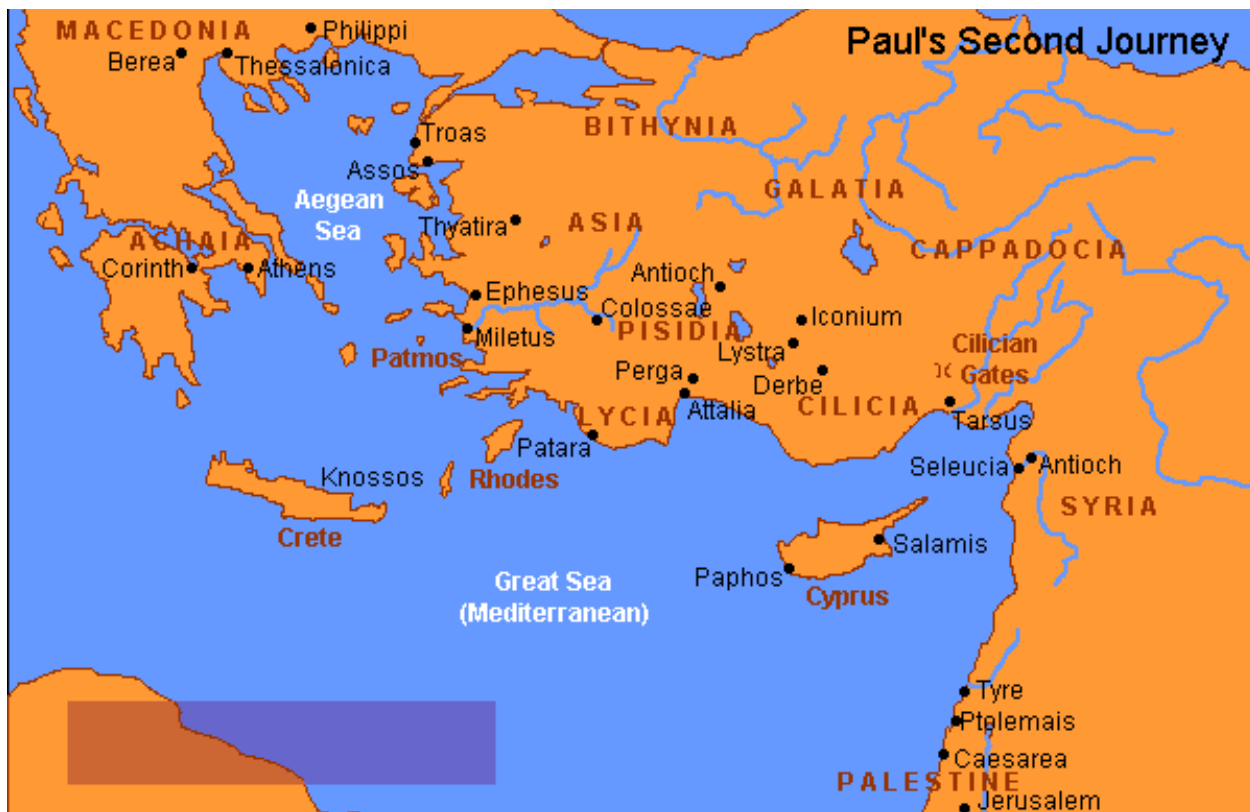 Paul's Second Journey
MACEDONIA
Philippi
Berea
Thessalonica
BITHYNIA
Troas
Assos
GALATIA
Aegean
Sea
Thyatira
ASIA
ACHAIA
CAPPADOCIA
Corinth
Athens
Antioch
Ephesus
Colossae
Iconium
PISIDIA
Miletus
Patmos
Lystra
Cilician
Gates
Perga
Derbe
LYCIA
Attalia
CILICIA
Tarsus
Patara
Knossos
Rhodes
Seleucia
Antioch
SYRIA
Crete
Salamis
Paphos
Cyprus
Great Sea
(Mediterranean)
Tyre
Ptolemais
Caesarea
PALESTINE
Jerusalem